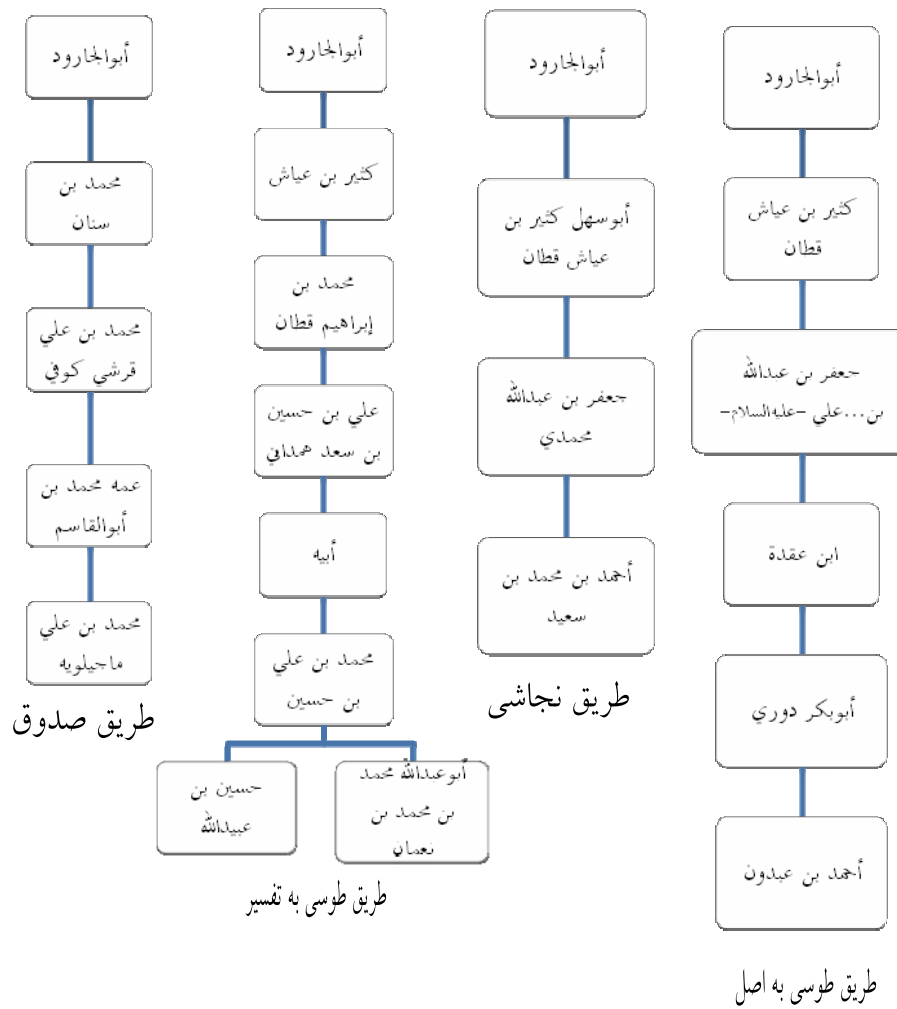 أبوالجارود
كثير بن عياش
قطان
جعفر بن عبدالله
بن...علي -عليه‌السلام-
ابن عقدة
أبوبكر دوري
أحمد بن عبدون
طريق طوسى به اصل
أبوالجارود
أبوسهل كثير بن
عياش قطان
جعفر بن عبدالله
محمدي
أحمد بن محمد بن
سعيد
طريق نجاشى
أبوالجارود
كثير بن عياش
محمد بن
إبراهيم قطان
علي بن حسين
بن سعد همداني
أبيه
محمد بن علي
بن حسين
أبوعبدالله محمد
بن محمد بن
نعمان
حسين بن
عبيدالله
طريق طوسى به تفسير
أبوالجارود
محمد بن
سنان
محمد بن علي
قرشي كوفي
عمه محمد بن
أبوالقاسم
محمد بن علي
ماجيلويه
طريق صدوق